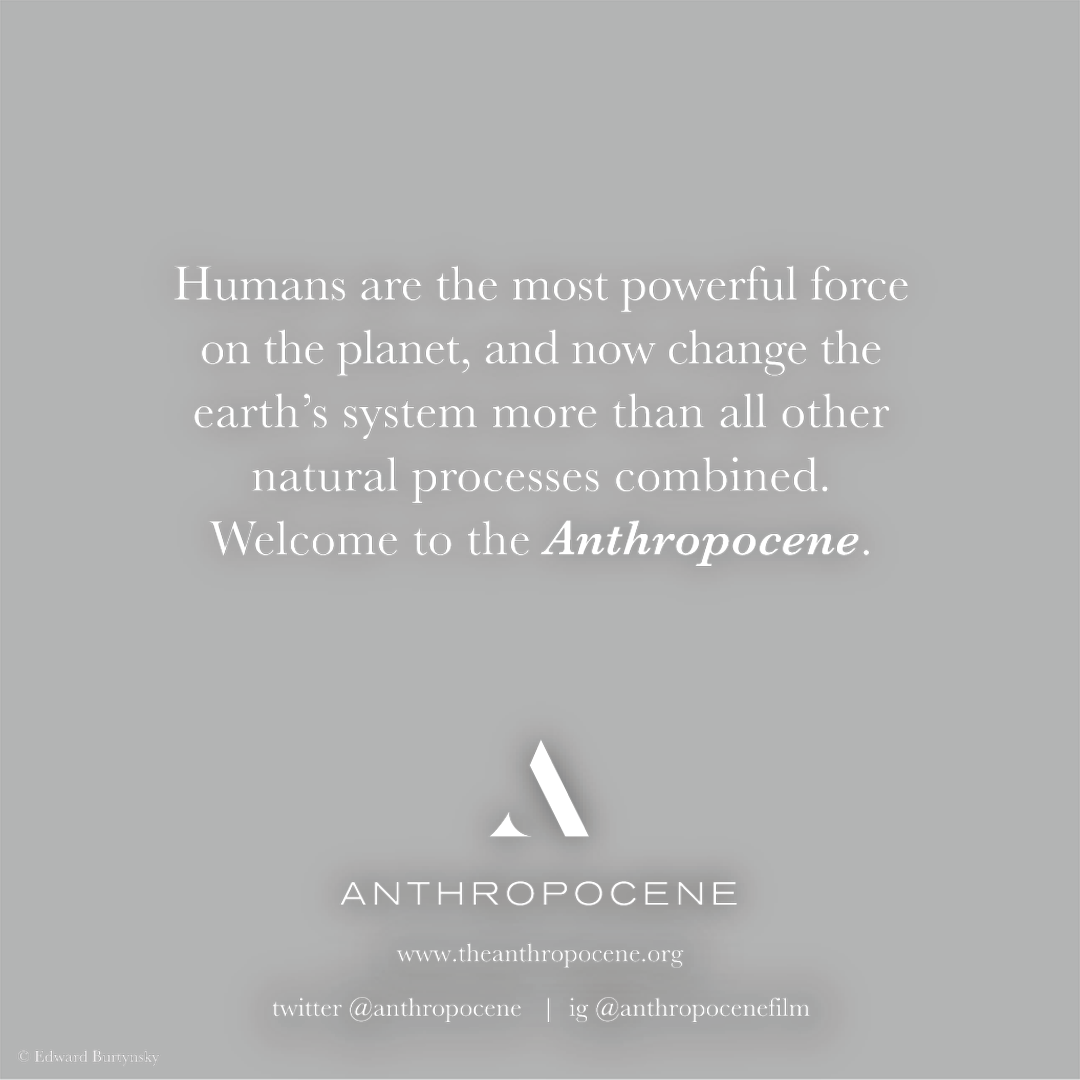 Humans are the most powerful force
on the planet, and now change the
earth’s system more than all other
natural processes combined.
Welcome to the Anthropocene.
ANTHROPOCENE
www.theanthropocene.org
twitter @anthropocene | ig @anthropocenefilm
© Edward Burtynsky